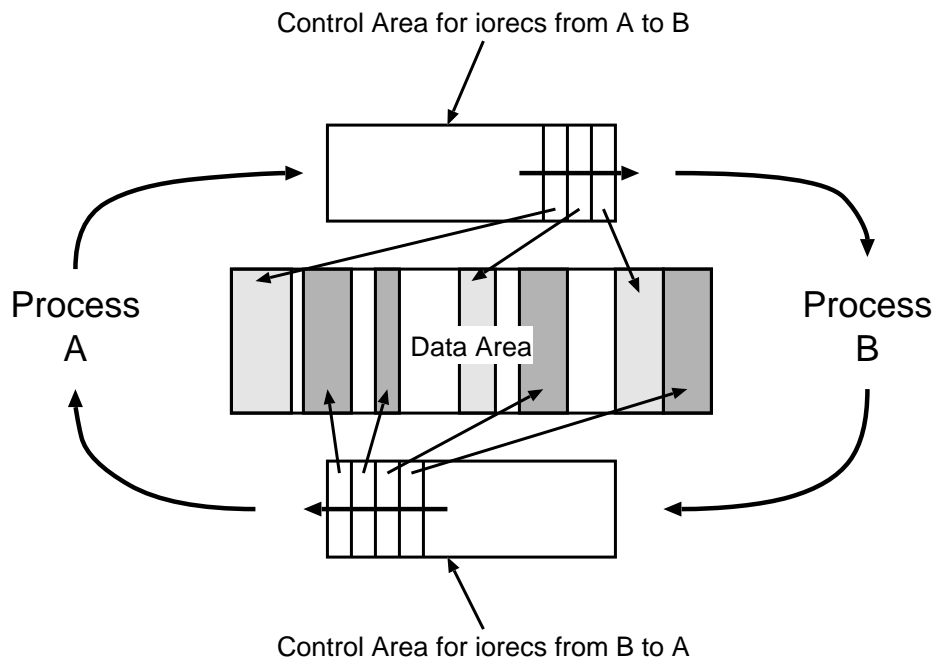 Control Area for iorecs from A to B
Process
A
Process
B
Data Area
Control Area for iorecs from B to A